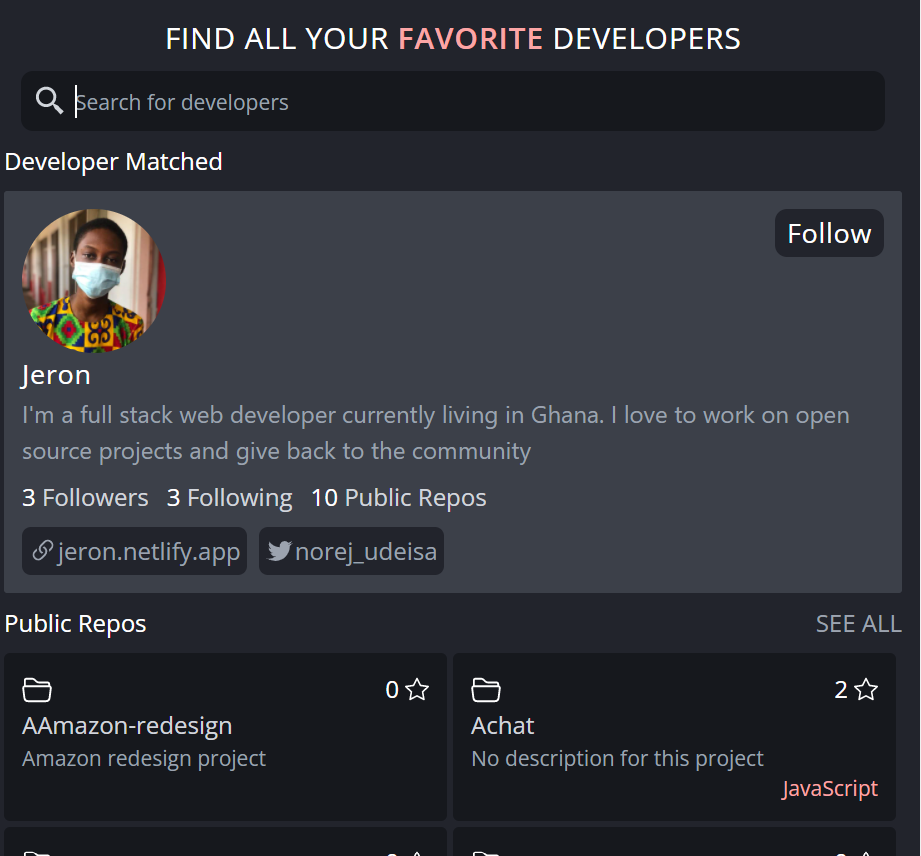 FIND ALL YOUR FAVORITE DEVELOPERS
Search for developers
Developer Matched
Follow
Jeron
I'm a full stack web developer currently living in Ghana. I love to work on open
source projects and give back to the community
3 Followers 3 Following 10 Public Repos
jeron.netlify.app norej_udeisa
Public Repos SEE ALL
0
AAmazon-redesign
Amazon redesign project
2
Achat
No description for this project
JavaScript